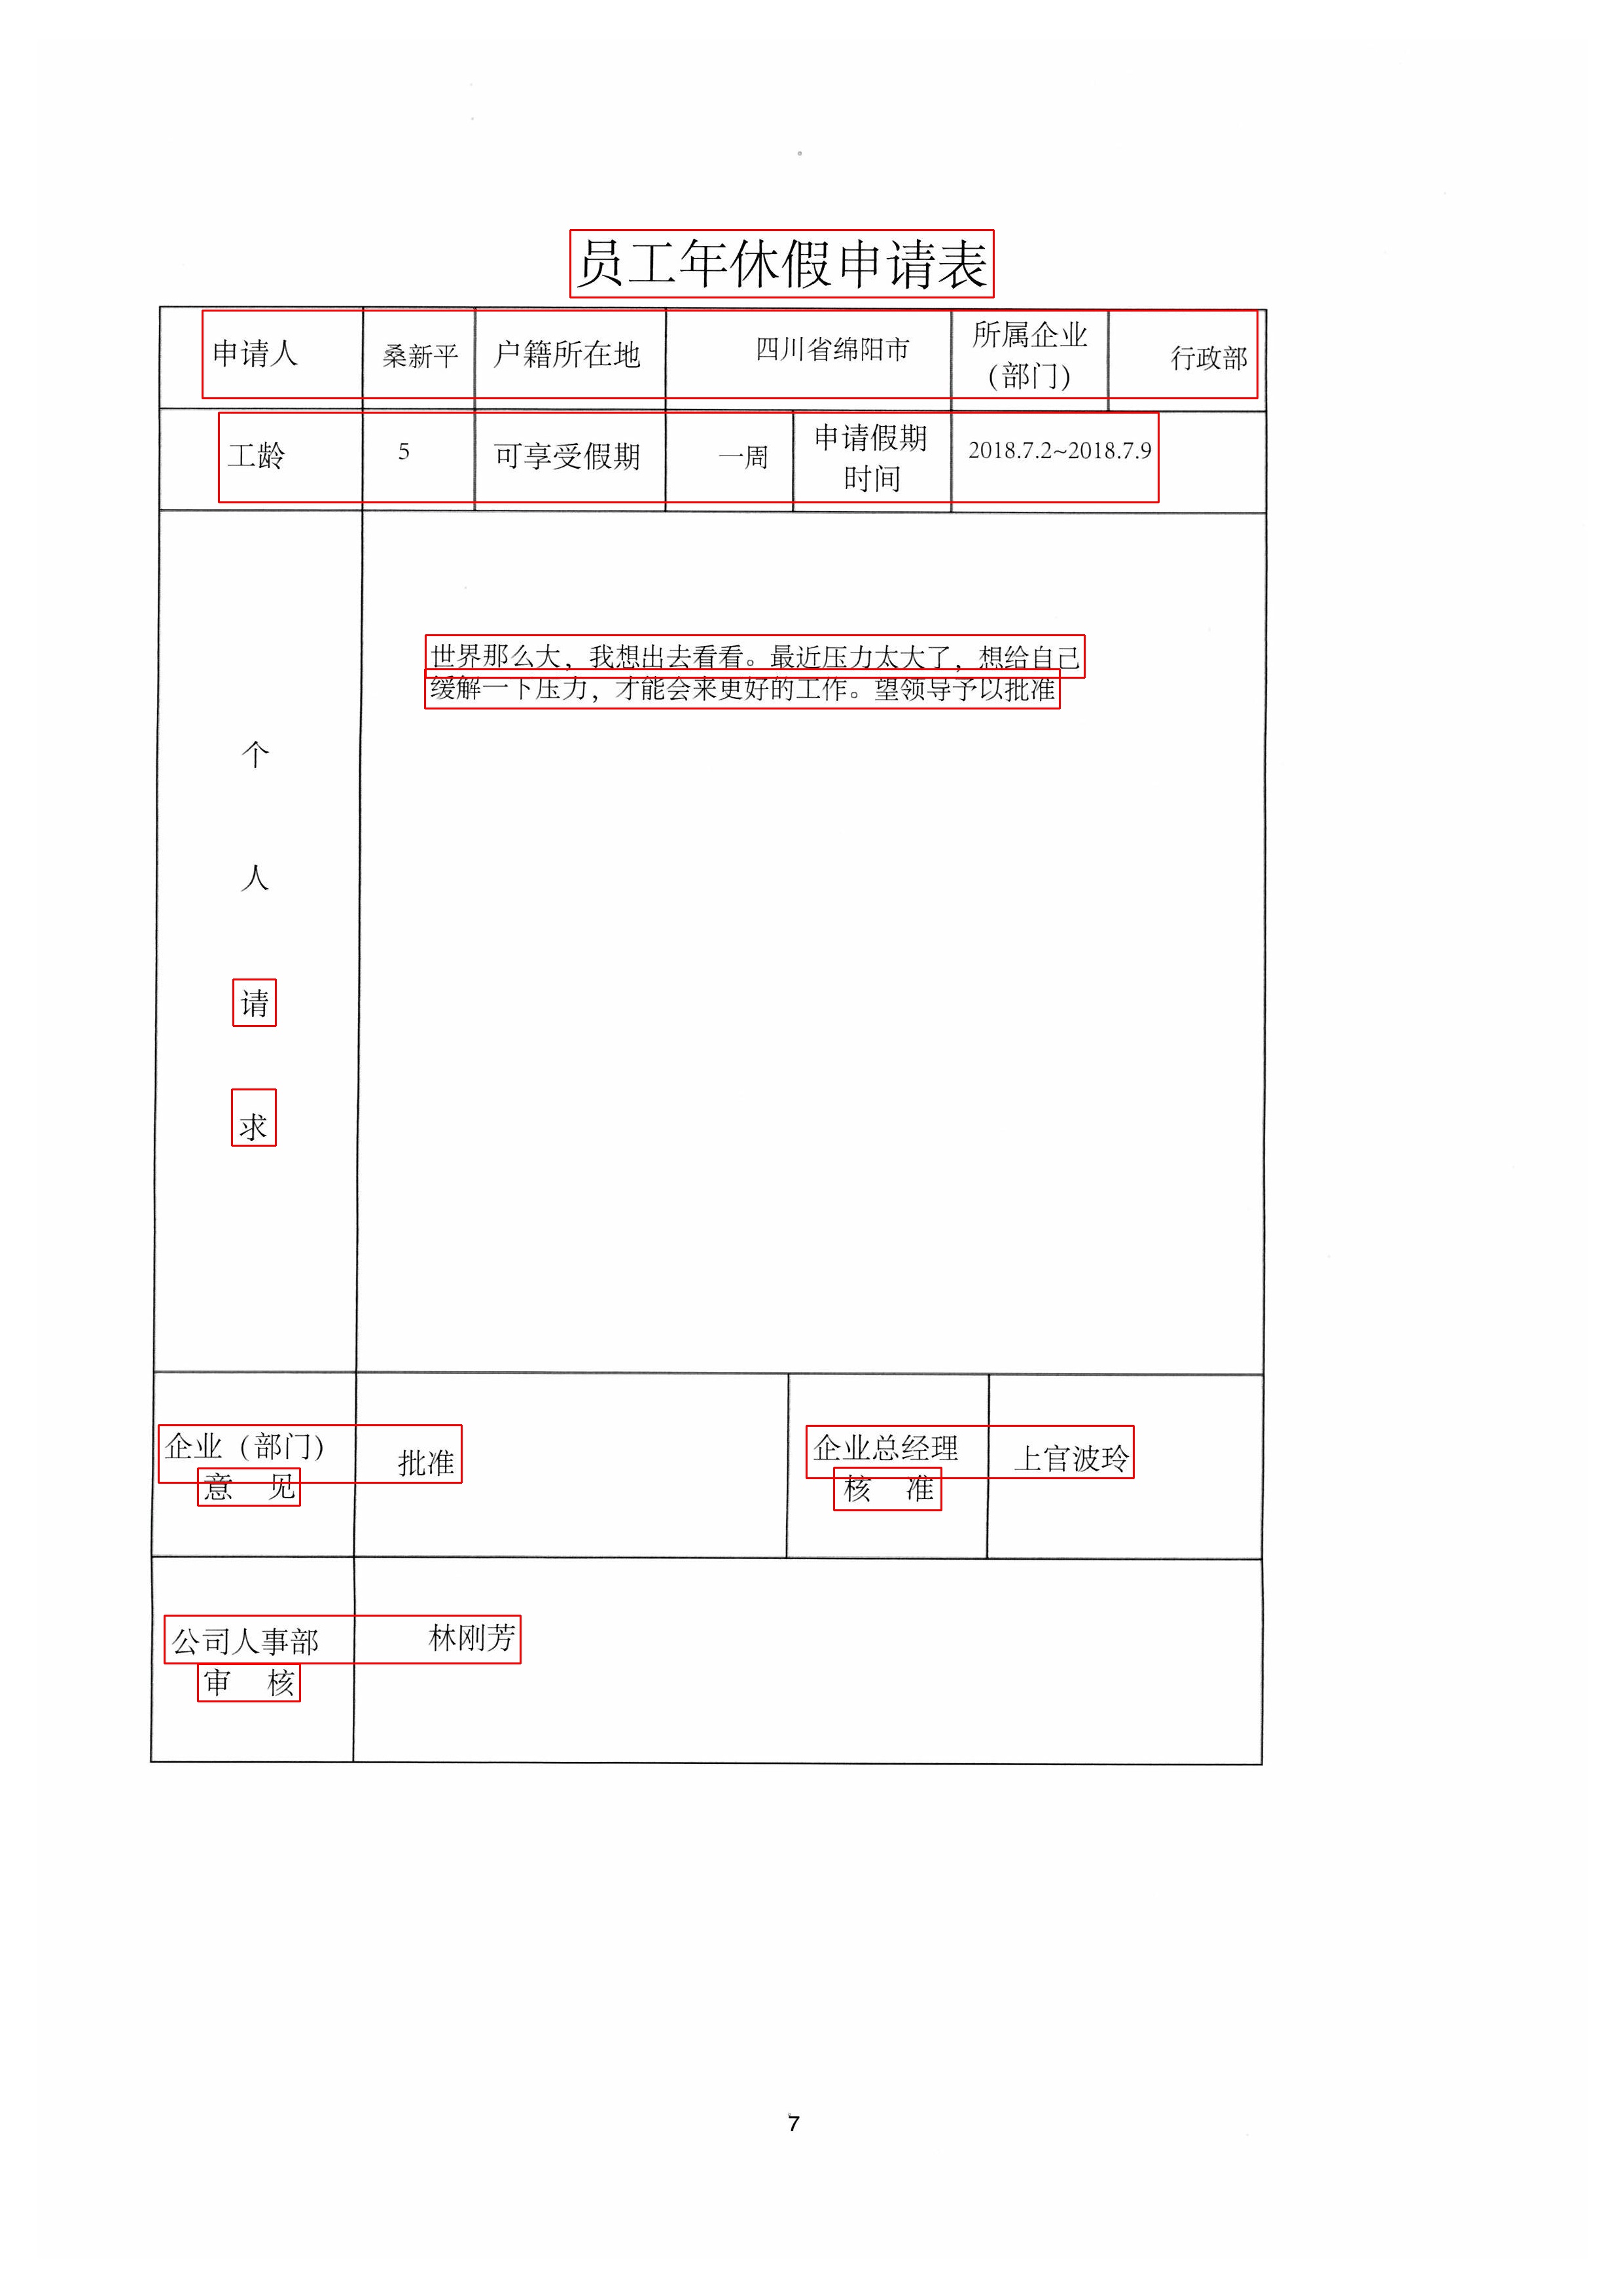 员工年休假申请表
申请人 桑新平 户籍所在地 四川省绵阳市 所属企业（部门） 行政部
工龄 5 可享受假期 一周 申请假期时间 2018.7.2~2018.7.9
个
人
请
求
世界那么大，我想出去看看。最近压力太大了，想给自己
缓解一下压力，才能会来更好的工作。望领导予以批准
企业（部门） 批准 企业总经理 上官波玲
意 见 核 准
公司人事部 林刚芳
审 核
7